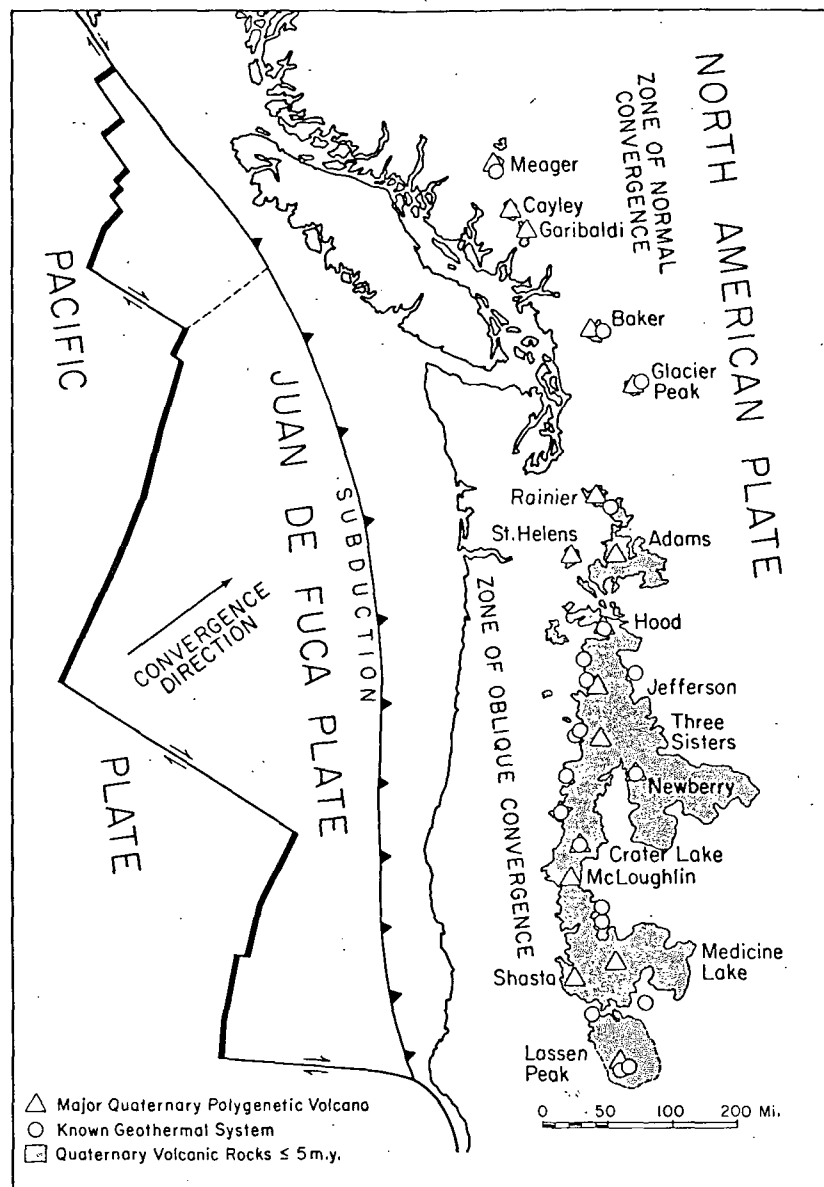 NORTH AMERICAN PLATE
ZONE OF NORMAL
CONVERGENCE
Meager
Cayley
Garibaldi
Baker
Glacier
Peak
PACIFIC
PLATE
JUAN DE FUCA PLATE
SUBDUCTION
CONVERGENCE
DIRECTION
ZONE OF OBLIQUE CONVERGENCE
Rainier
St. Helens
Adams
Hood
Jefferson
Three
Sisters
Newberry
Crater Lake
McLoughlin
Medicine
Lake
Shasta
Lassen
Peak
0 50 100 200 Mi.
Major Quaternary Polygenetic Volcano
Known Geothermal System
Quaternary Volcanic Rocks ≤ 5 m.y.